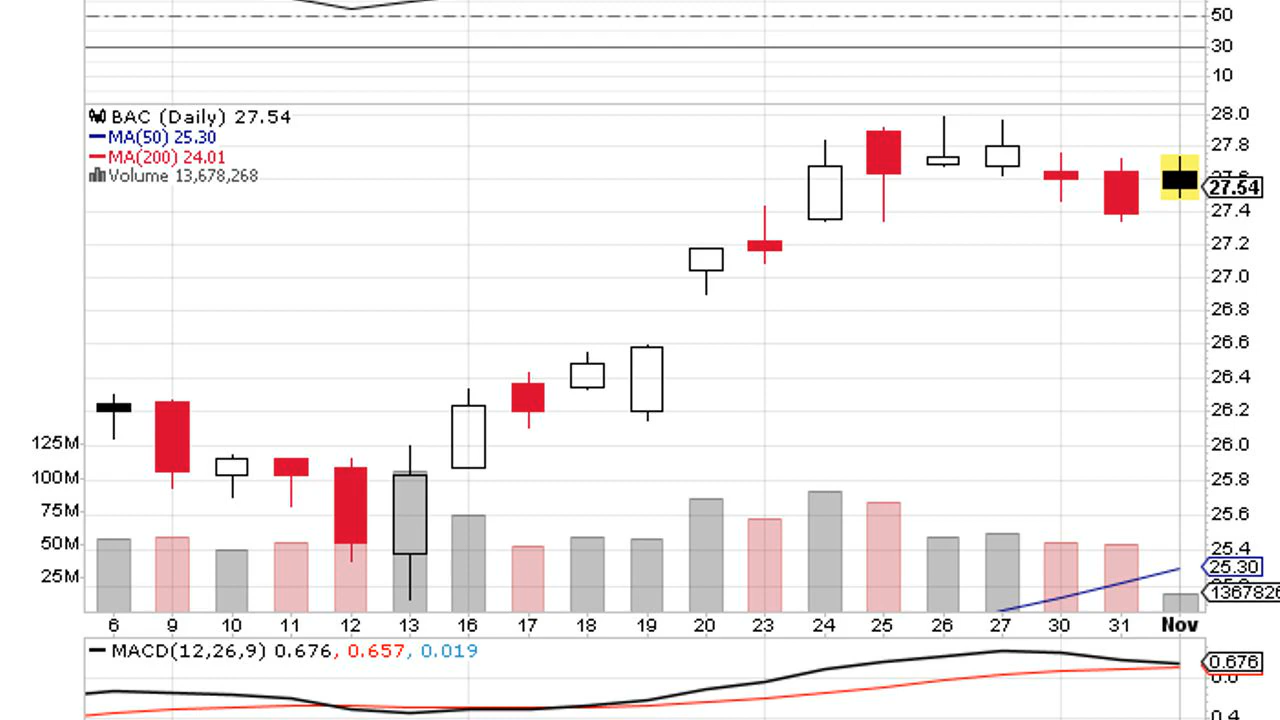 50
30
10
BAC (Daily) 27.54
MA(50) 25.30
MA(200) 24.01
Volume 13,678,268
28.0
27.8
27.54
27.4
27.2
27.0
26.8
26.6
26.4
26.2
26.0
25.8
25.6
25.4
25.30
1367826
125M
100M
75M
50M
25M
6 9 10 11 12 13 16 17 18 19 20 23 24 25 26 27 30 31 Nov
MACD(12,26,9) 0.676, 0.657, 0.019
0.676
0.4